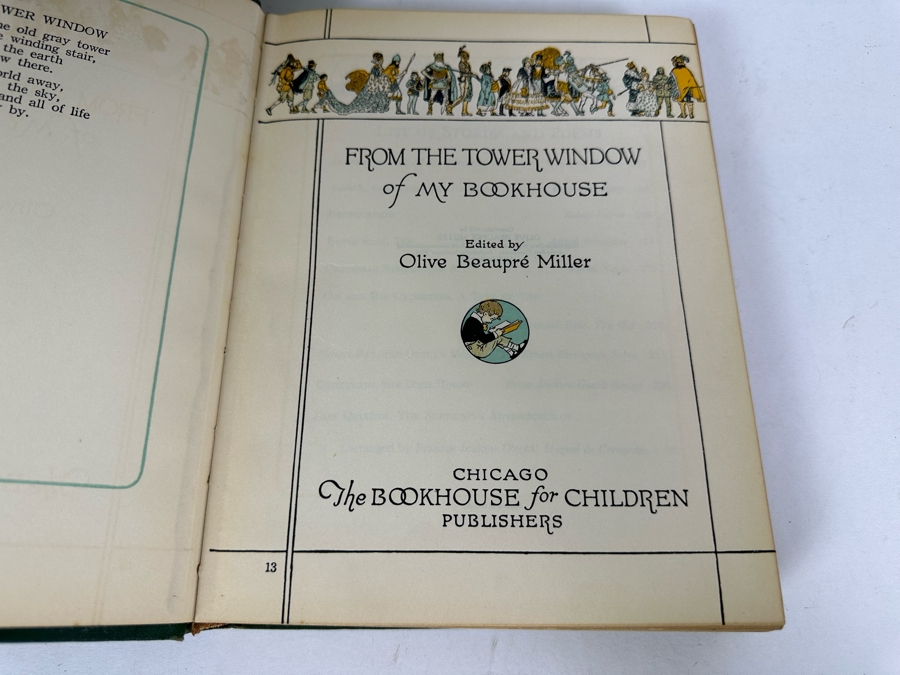 OWER WINDOW
old gray tower
winding stair,
the earth
w there.
orld away,
the sky,
and all of life
by.
FROM THE TOWER WINDOW
of MY BOOKHOUSE
Edited by
Olive Beaupré Miller
CHICAGO
The BOOKHOUSE for CHILDREN
PUBLISHERS
13